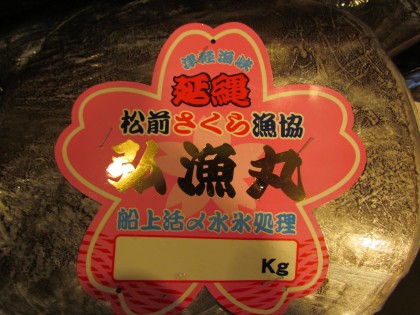 津軽海峡
延縄
松前さくら漁協
弘漁丸
船上活〆水氷処理
Kg